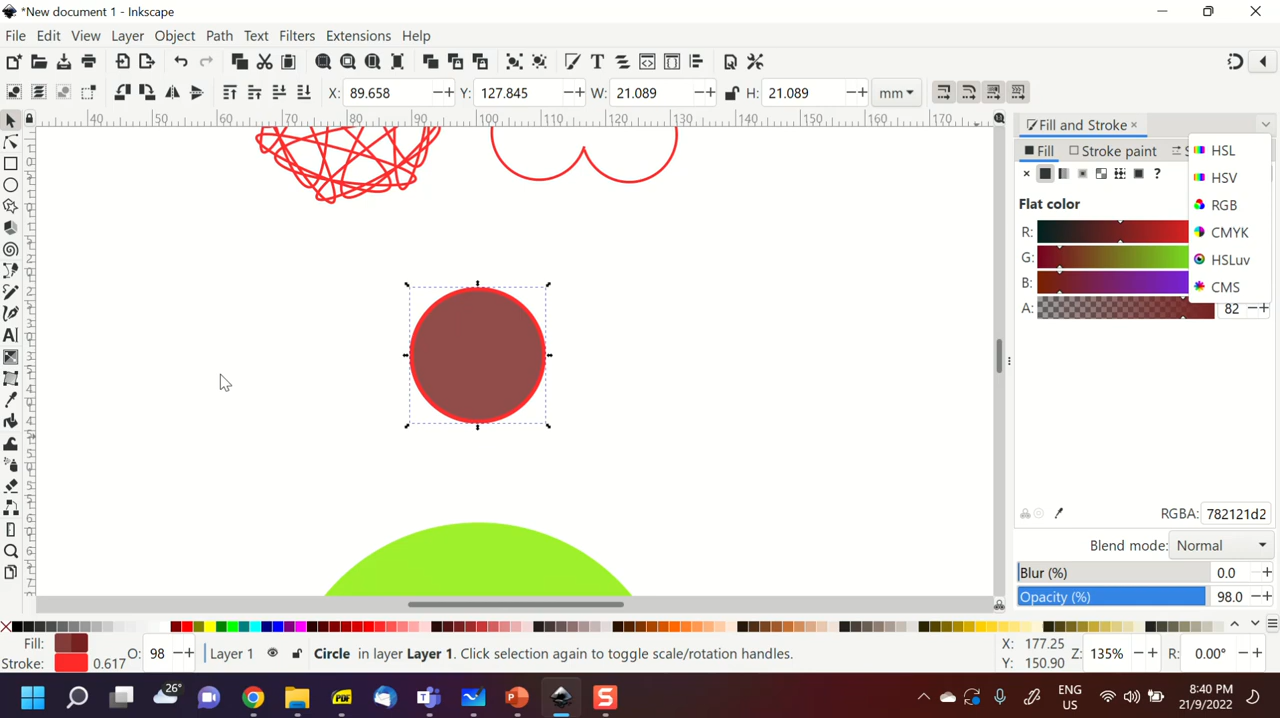 *New document 1 - Inkscape
File Edit View Layer Object Path Text Filters Extensions Help
X: 89.658 Y: 127.845 W: 21.089 H: 21.089 mm
40 50 60 70 80 90 100 110 120 130 140 150 160 170
Fill and Stroke
Fill Stroke paint S
HSL
HSV
RGB
CMYK
HSLuv
CMS
?
Flat color
R:
G:
B:
A: 82
RGBA: 782121d2
Blend mode: Normal
Blur (%) 0.0
Opacity (%) 98.0
Fill:
Stroke: 0.617
O: 98
Layer 1
Circle in layer Layer 1. Click selection again to toggle scale/rotation handles.
X: 177.25
Y: 150.90
Z: 135%
R: 0.00°
26°
PDF
ENG
US
8:40 PM
21/9/2022